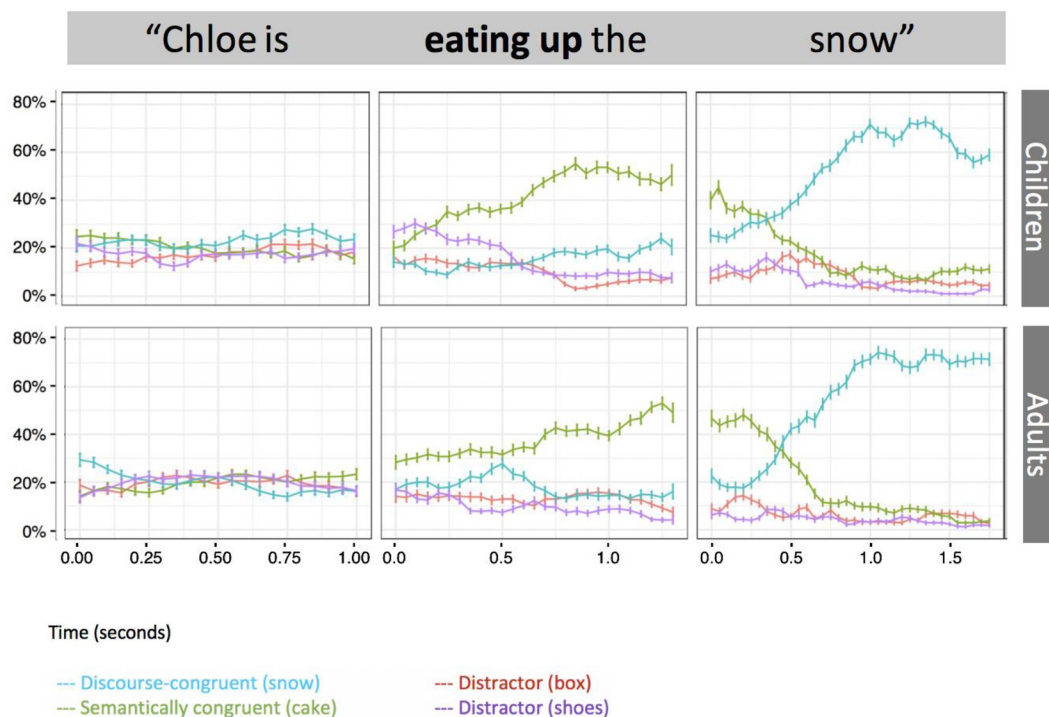 “Chloe is eating up the snow”
80%
60%
40%
20%
0%
Children
80%
60%
40%
20%
0%
Adults
0.00 0.25 0.50 0.75 1.00 0.0 0.5 1.0 0.0 0.5 1.0 1.5
Time (seconds)
--- Discourse-congruent (snow) --- Distractor (box)
--- Semantically congruent (cake) --- Distractor (shoes)